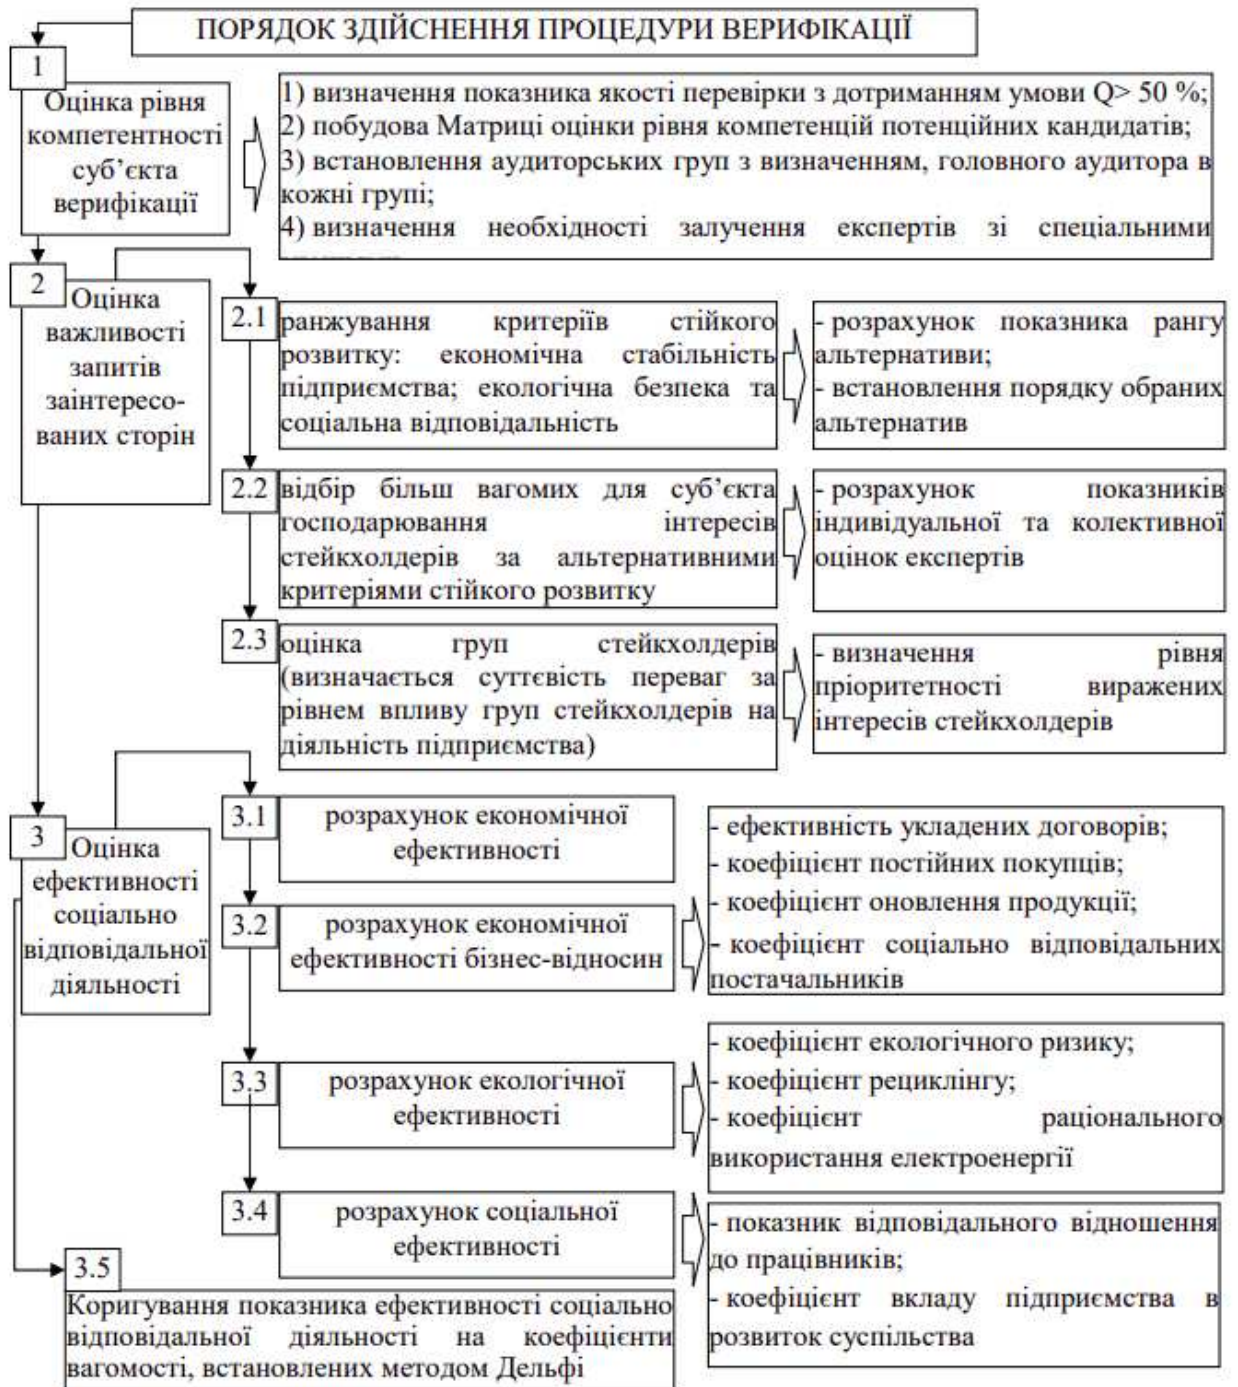 ПОРЯДОК ЗДІЙСНЕННЯ ПРОЦЕДУРИ ВЕРИФІКАЦІЇ
1
Оцінка рівня
компетентності
суб’єкта
верифікації
1) визначення показника якості перевірки з дотриманням умови Q> 50 %;
2) побудова Матриці оцінки рівня компетенцій потенційних кандидатів;
3) встановлення аудиторських груп з визначенням, головного аудитора в
кожні групі;
4) визначення необхідності залучення експертів зі спеціальними
2
Оцінка
важливості
запитів
заінтересо-
ваних сторін
2.1
ранжування критеріїв стійкого
розвитку: економічна стабільність
підприємства; екологічна безпека та
соціальна відповідальність
- розрахунок показника рангу
альтернативи;
- встановлення порядку обраних
альтернатив
2.2
відбір більш вагомих для суб’єкта
господарювання інтересів
стейкхолдерів за альтернативними
критеріями стійкого розвитку
- розрахунок показників
індивідуальної та колективної
оцінок експертів
2.3
оцінка груп стейкхолдерів
(визначається суттєвість переваг за
рівнем впливу груп стейкхолдерів на
діяльність підприємства)
- визначення рівня
пріоритетності виражених
інтересів стейкхолдерів
3
Оцінка
ефективності
соціально
відповідальної
діяльності
3.1
розрахунок економічної
ефективності
3.2
розрахунок економічної
ефективності бізнес-відносин
- ефективність укладених договорів;
- коефіцієнт постійних покупців;
- коефіцієнт оновлення продукції;
- коефіцієнт соціально відповідальних
постачальників
3.3
розрахунок екологічної
ефективності
- коефіцієнт екологічного ризику;
- коефіцієнт рециклінгу;
- коефіцієнт раціонального
використання електроенергії
3.4
розрахунок соціальної
ефективності
- показник відповідального відношення
до працівників;
- коефіцієнт вкладу підприємства в
розвиток суспільства
3.5
Коригування показника ефективності соціально
відповідальної діяльності на коефіцієнти
вагомості, встановлених методом Дельфі